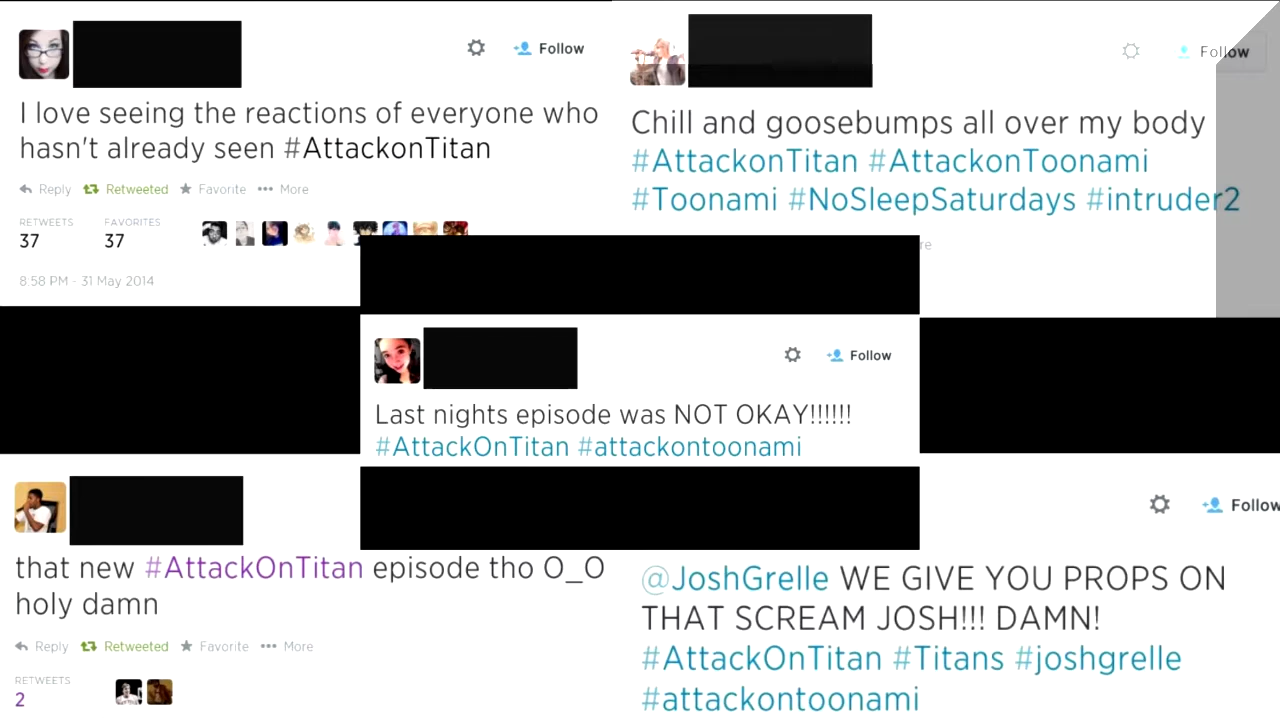 Follow
I love seeing the reactions of everyone who
hasn't already seen #AttackonTitan
Reply Retweeted Favorite More
RETWEETS FAVORITES
37 37
8:58 PM - 31 May 2014
Follow
Chill and goosebumps all over my body
#AttackonTitan #AttackonToonami
#Toonami #NoSleepSaturdays #intruder2
re
Follow
Last nights episode was NOT OKAY!!!!!!
#AttackOnTitan #attackontoonami
that new #AttackOnTitan episode tho O_O
holy damn
Reply Retweeted Favorite More
RETWEETS
2
Follow
@JoshGrelle WE GIVE YOU PROPS ON
THAT SCREAM JOSH!!! DAMN!
#AttackOnTitan #Titans #joshgrelle
#attackontoonami